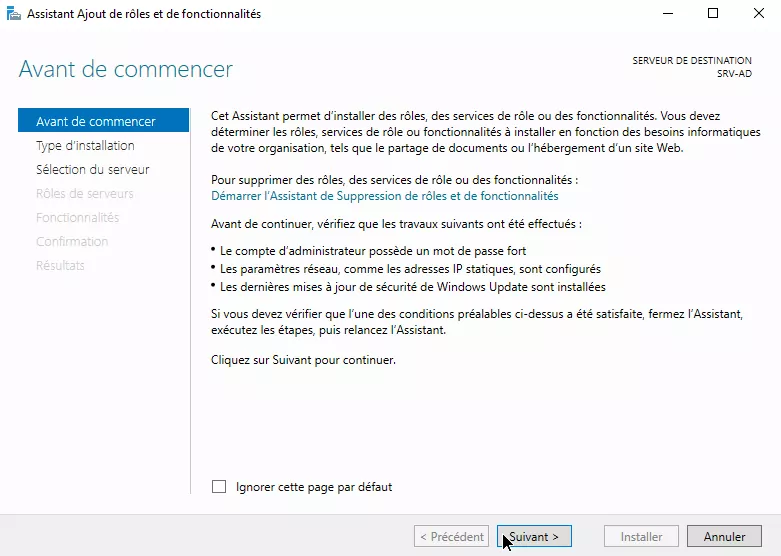 Assistant Ajout de rôles et de fonctionnalités
Avant de commencer
SERVEUR DE DESTINATION
SRV-AD
Avant de commencer
Type d'installation
Sélection du serveur
Rôles de serveurs
Fonctionnalités
Confirmation
Résultats
Cet Assistant permet d'installer des rôles, des services de rôle ou des fonctionnalités. Vous devez
déterminer les rôles, services de rôle ou fonctionnalités à installer en fonction des besoins informatiques
de votre organisation, tels que le partage de documents ou l'hébergement d'un site Web.
Pour supprimer des rôles, des services de rôle ou des fonctionnalités :
Démarrer l'Assistant de Suppression de rôles et de fonctionnalités
Avant de continuer, vérifiez que les travaux suivants ont été effectués :
• Le compte d'administrateur possède un mot de passe fort
• Les paramètres réseau, comme les adresses IP statiques, sont configurés
• Les dernières mises à jour de sécurité de Windows Update sont installées
Si vous devez vérifier que l'une des conditions préalables ci-dessus a été satisfaite, fermez l'Assistant,
exécutez les étapes, puis relancez l'Assistant.
Cliquez sur Suivant pour continuer.
Ignorer cette page par défaut
< Précédent
Suivant >
Installer
Annuler